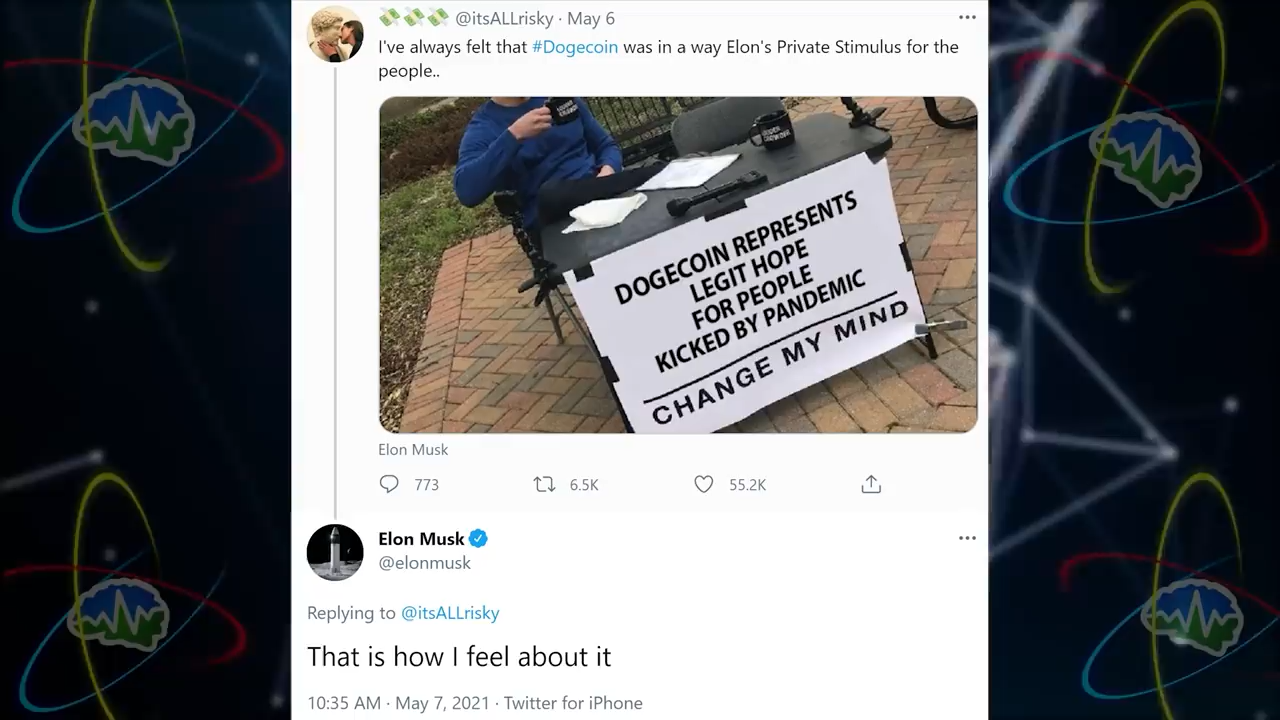 @itsALLrisky · May 6
I've always felt that #Dogecoin was in a way Elon's Private Stimulus for the
people..
DOGECOIN REPRESENTS
LEGIT HOPE
FOR PEOPLE
KICKED BY PANDEMIC
CHANGE MY MIND
Elon Musk
773 6.5K 55.2K
Elon Musk
@elonmusk
Replying to @itsALLrisky
That is how I feel about it
10:35 AM · May 7, 2021 · Twitter for iPhone